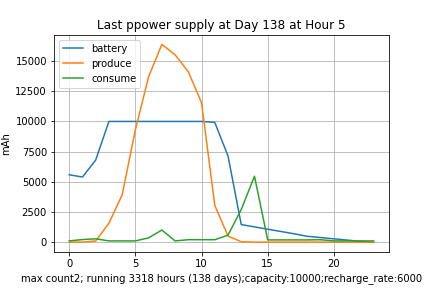 Last ppower supply at Day 138 at Hour 5
battery
produce
consume
mAh
15000
12500
10000
7500
5000
2500
0
0
5
10
15
20
max count2; running 3318 hours (138 days);capacity:10000;recharge_rate:6000